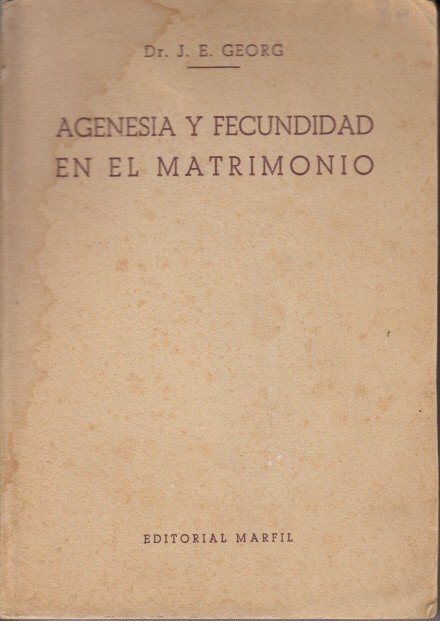 Dr. J. E. GEORG
AGENESIA Y FECUNDIDAD
EN EL MATRIMONIO
EDITORIAL MARFIL